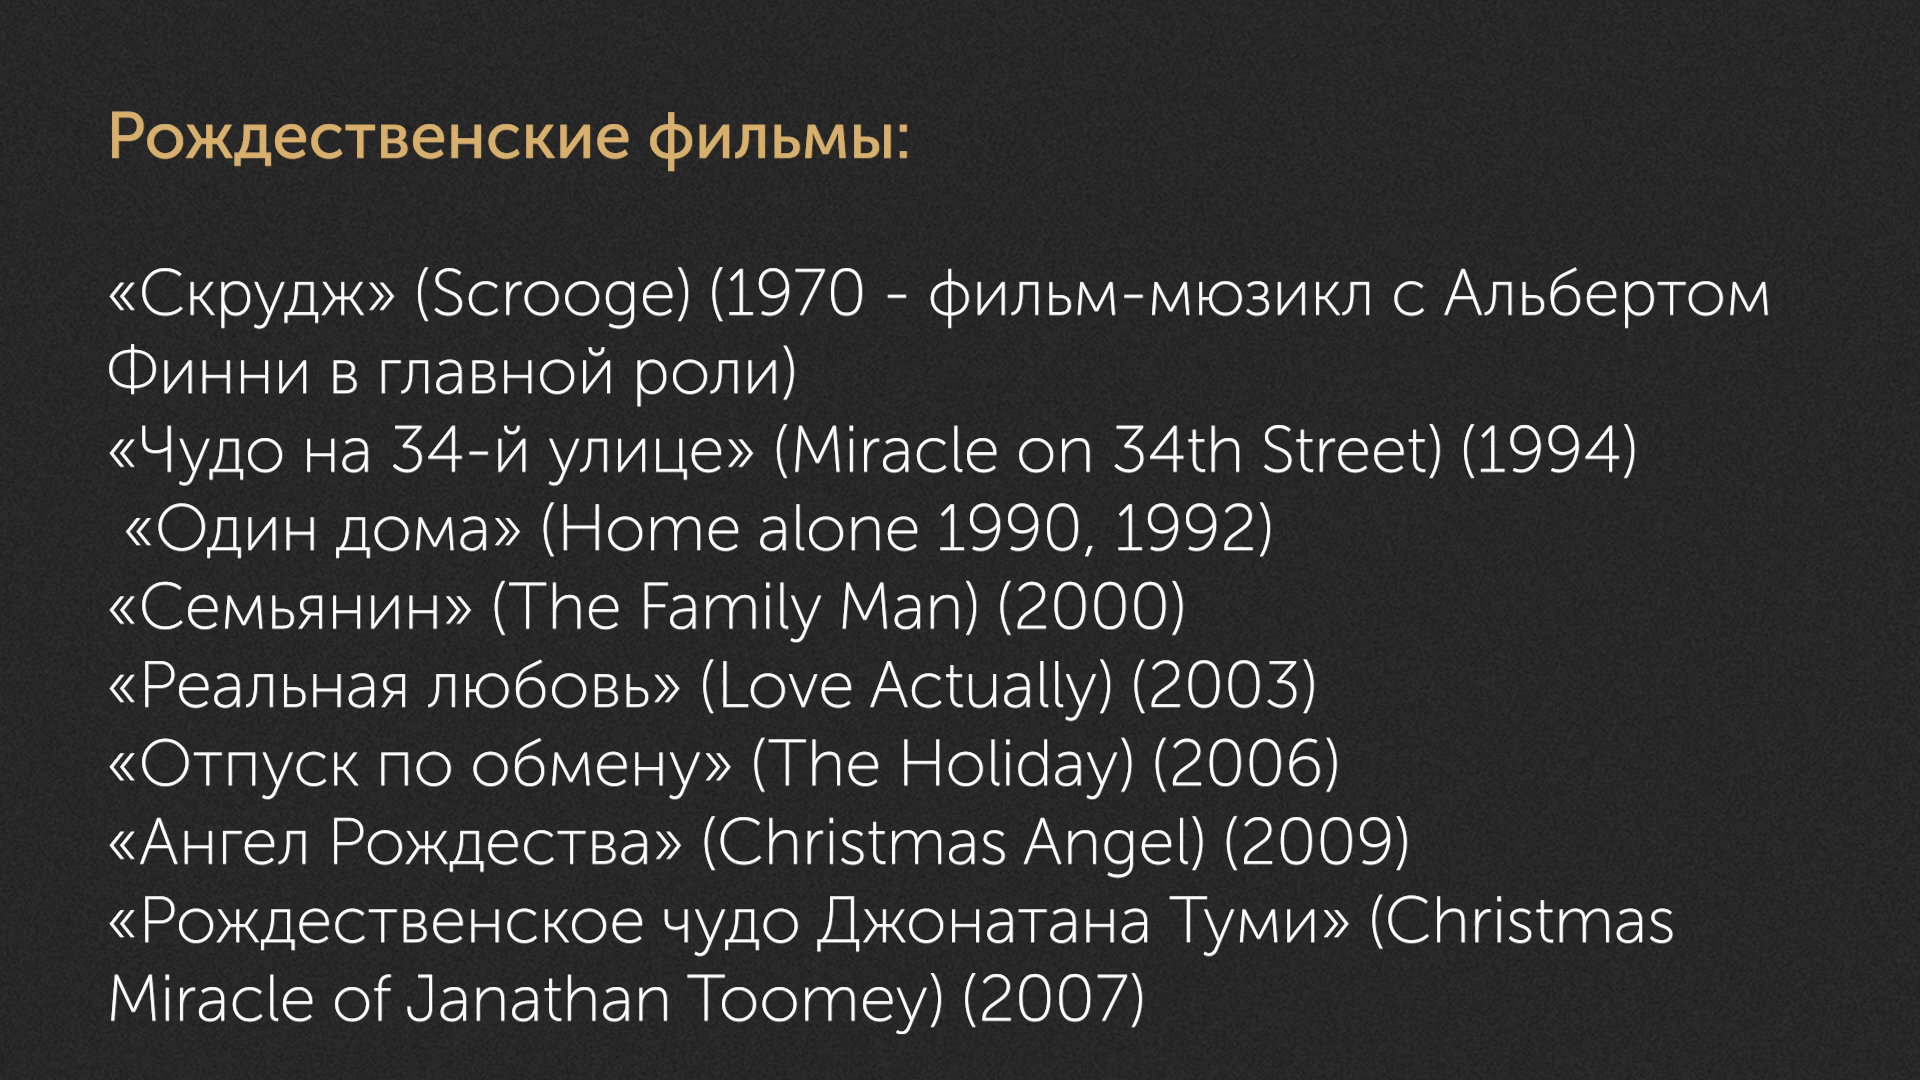 Рождественские фильмы:
«Скрудж» (Scrooge) (1970 - фильм-мюзикл с Альбертом
Финни в главной роли)
«Чудо на 34-й улице» (Miracle on 34th Street) (1994)
«Один дома» (Home alone 1990, 1992)
«Семьянин» (The Family Man) (2000)
«Реальная любовь» (Love Actually) (2003)
«Отпуск по обмену» (The Holiday) (2006)
«Ангел Рождества» (Christmas Angel) (2009)
«Рождественское чудо Джонатана Туми» (Christmas
Miracle of Janathan Toomey) (2007)